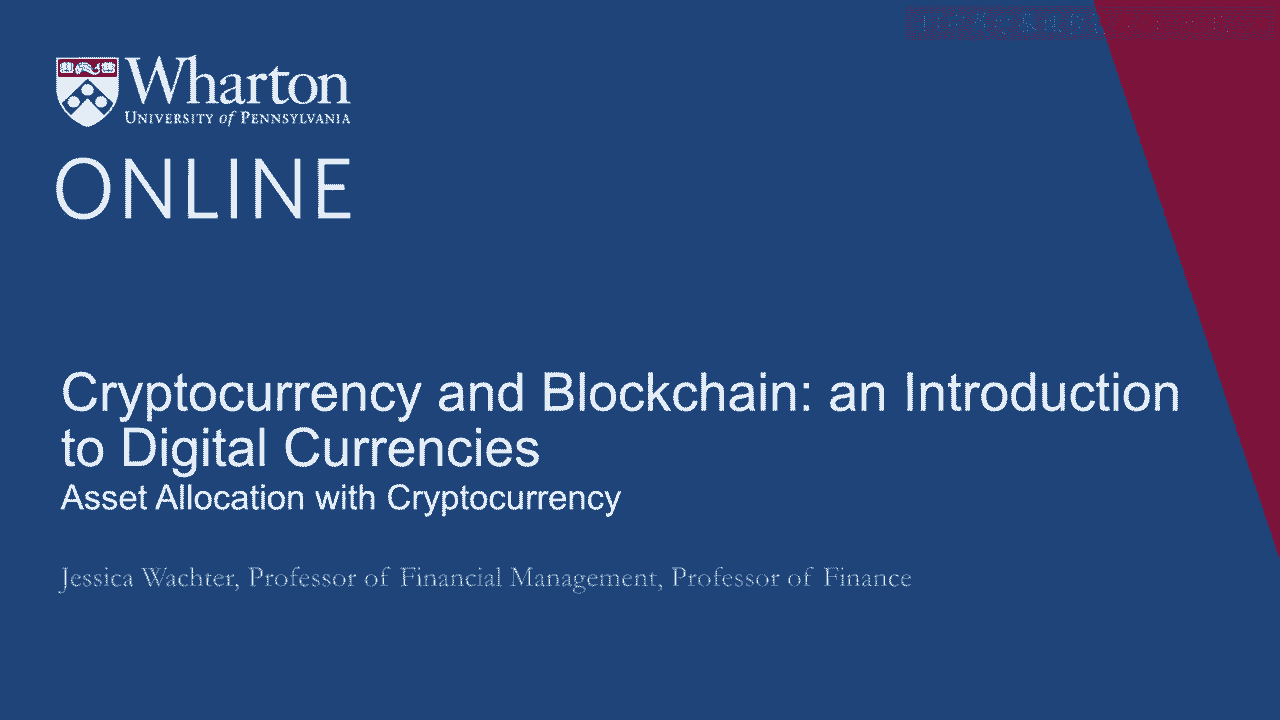 Wharton
UNIVERSITY of PENNSYLVANIA
ONLINE
Cryptocurrency and Blockchain: an Introduction
to Digital Currencies
Asset Allocation with Cryptocurrency
Jessica Wachter, Professor of Financial Management, Professor of Finance